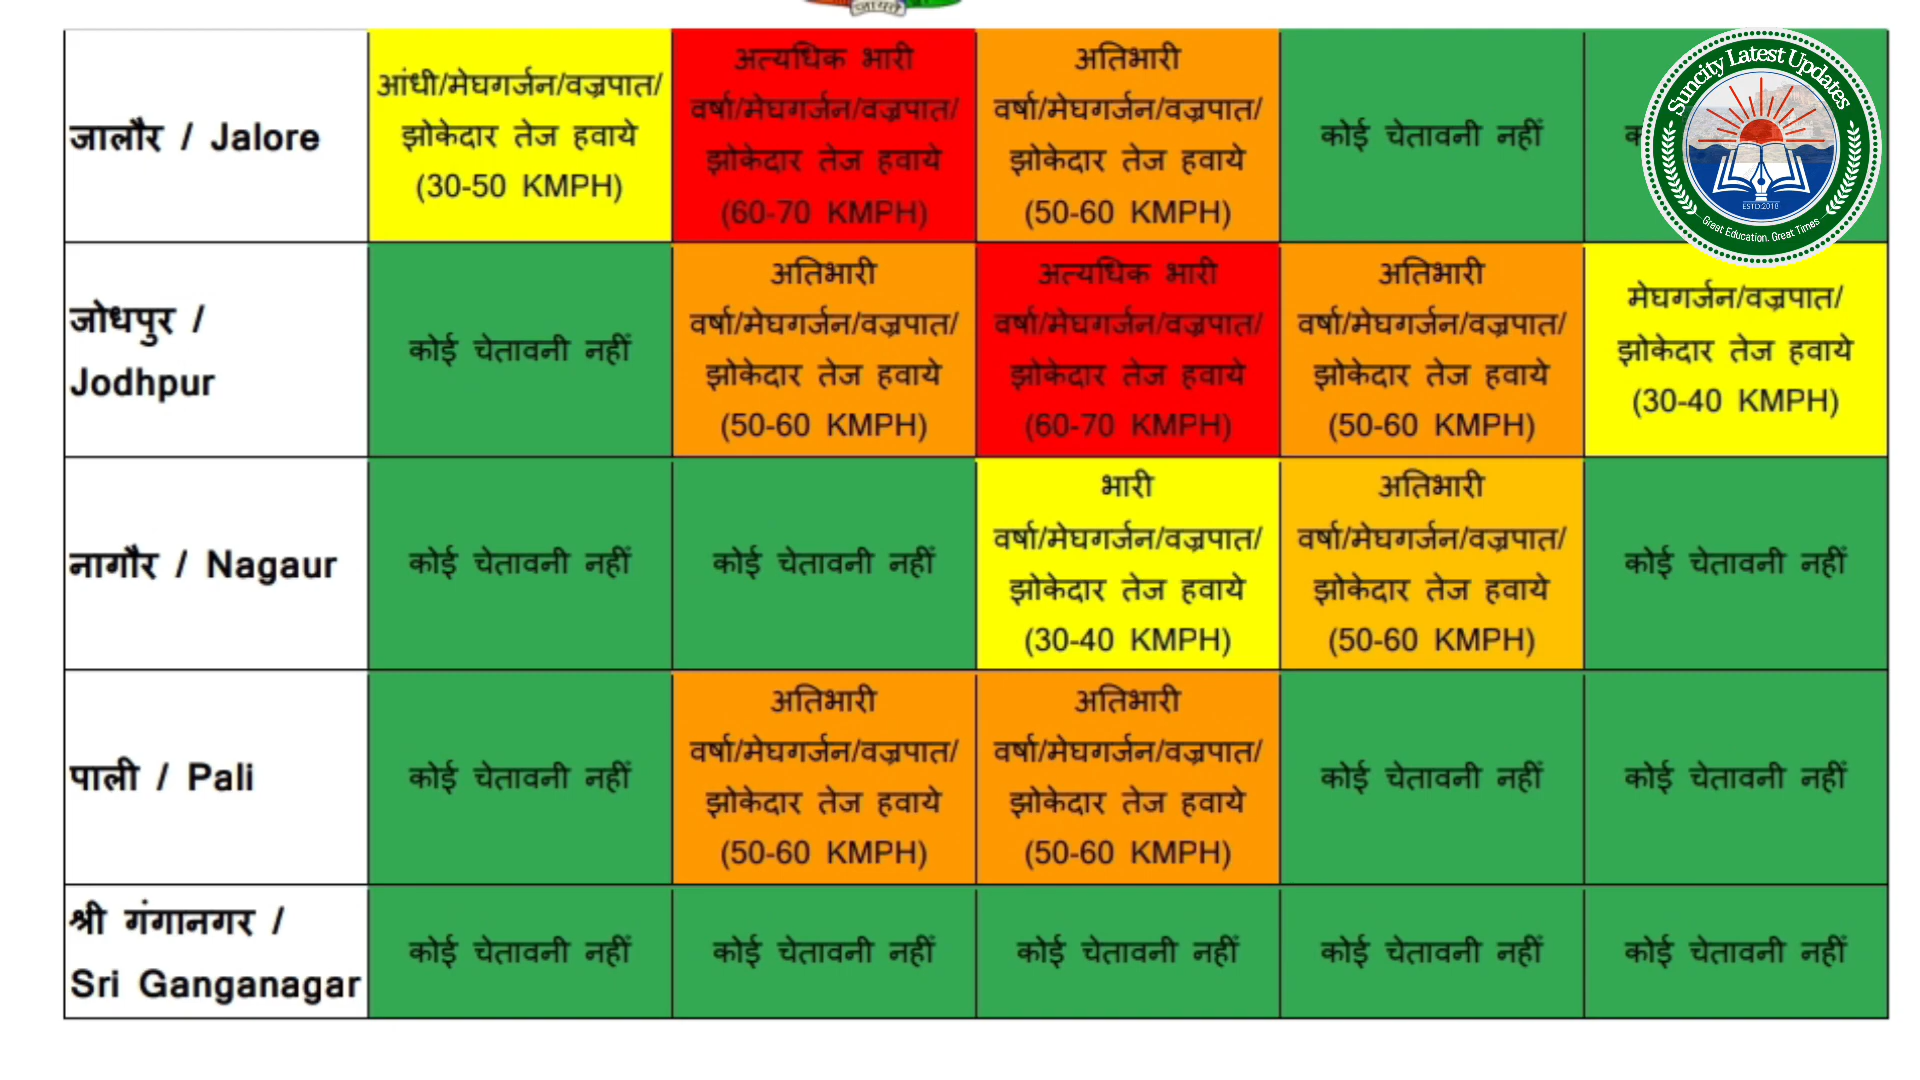 जायते
जालौर / Jalore
आंधी/मेघगर्जन/वज्रपात/
झोकेदार तेज हवाये
(30-50 KMPH)
अत्यधिक भारी
वर्षा/मेघगर्जन/वज्रपात/
झोकेदार तेज हवाये
(60-70 KMPH)
अतिभारी
वर्षा/मेघगर्जन/वज्रपात/
झोकेदार तेज हवाये
(50-60 KMPH)
कोई चेतावनी नहीं
Suncity Latest Updates
ESTD:2018
Great Education. Great Times
जोधपुर /
Jodhpur
कोई चेतावनी नहीं
अतिभारी
वर्षा/मेघगर्जन/वज्रपात/
झोकेदार तेज हवाये
(50-60 KMPH)
अत्यधिक भारी
वर्षा/मेघगर्जन/वज्रपात/
झोकेदार तेज हवाये
(60-70 KMPH)
अतिभारी
वर्षा/मेघगर्जन/वज्रपात/
झोकेदार तेज हवाये
(50-60 KMPH)
मेघगर्जन/वज्रपात/
झोकेदार तेज हवाये
(30-40 KMPH)
नागौर / Nagaur
कोई चेतावनी नहीं
कोई चेतावनी नहीं
भारी
वर्षा/मेघगर्जन/वज्रपात/
झोकेदार तेज हवाये
(30-40 KMPH)
अतिभारी
वर्षा/मेघगर्जन/वज्रपात/
झोकेदार तेज हवाये
(50-60 KMPH)
कोई चेतावनी नहीं
पाली / Pali
कोई चेतावनी नहीं
अतिभारी
वर्षा/मेघगर्जन/वज्रपात/
झोकेदार तेज हवाये
(50-60 KMPH)
अतिभारी
वर्षा/मेघगर्जन/वज्रपात/
झोकेदार तेज हवाये
(50-60 KMPH)
कोई चेतावनी नहीं
कोई चेतावनी नहीं
श्री गंगानगर /
Sri Ganganagar
कोई चेतावनी नहीं
कोई चेतावनी नहीं
कोई चेतावनी नहीं
कोई चेतावनी नहीं
कोई चेतावनी नहीं